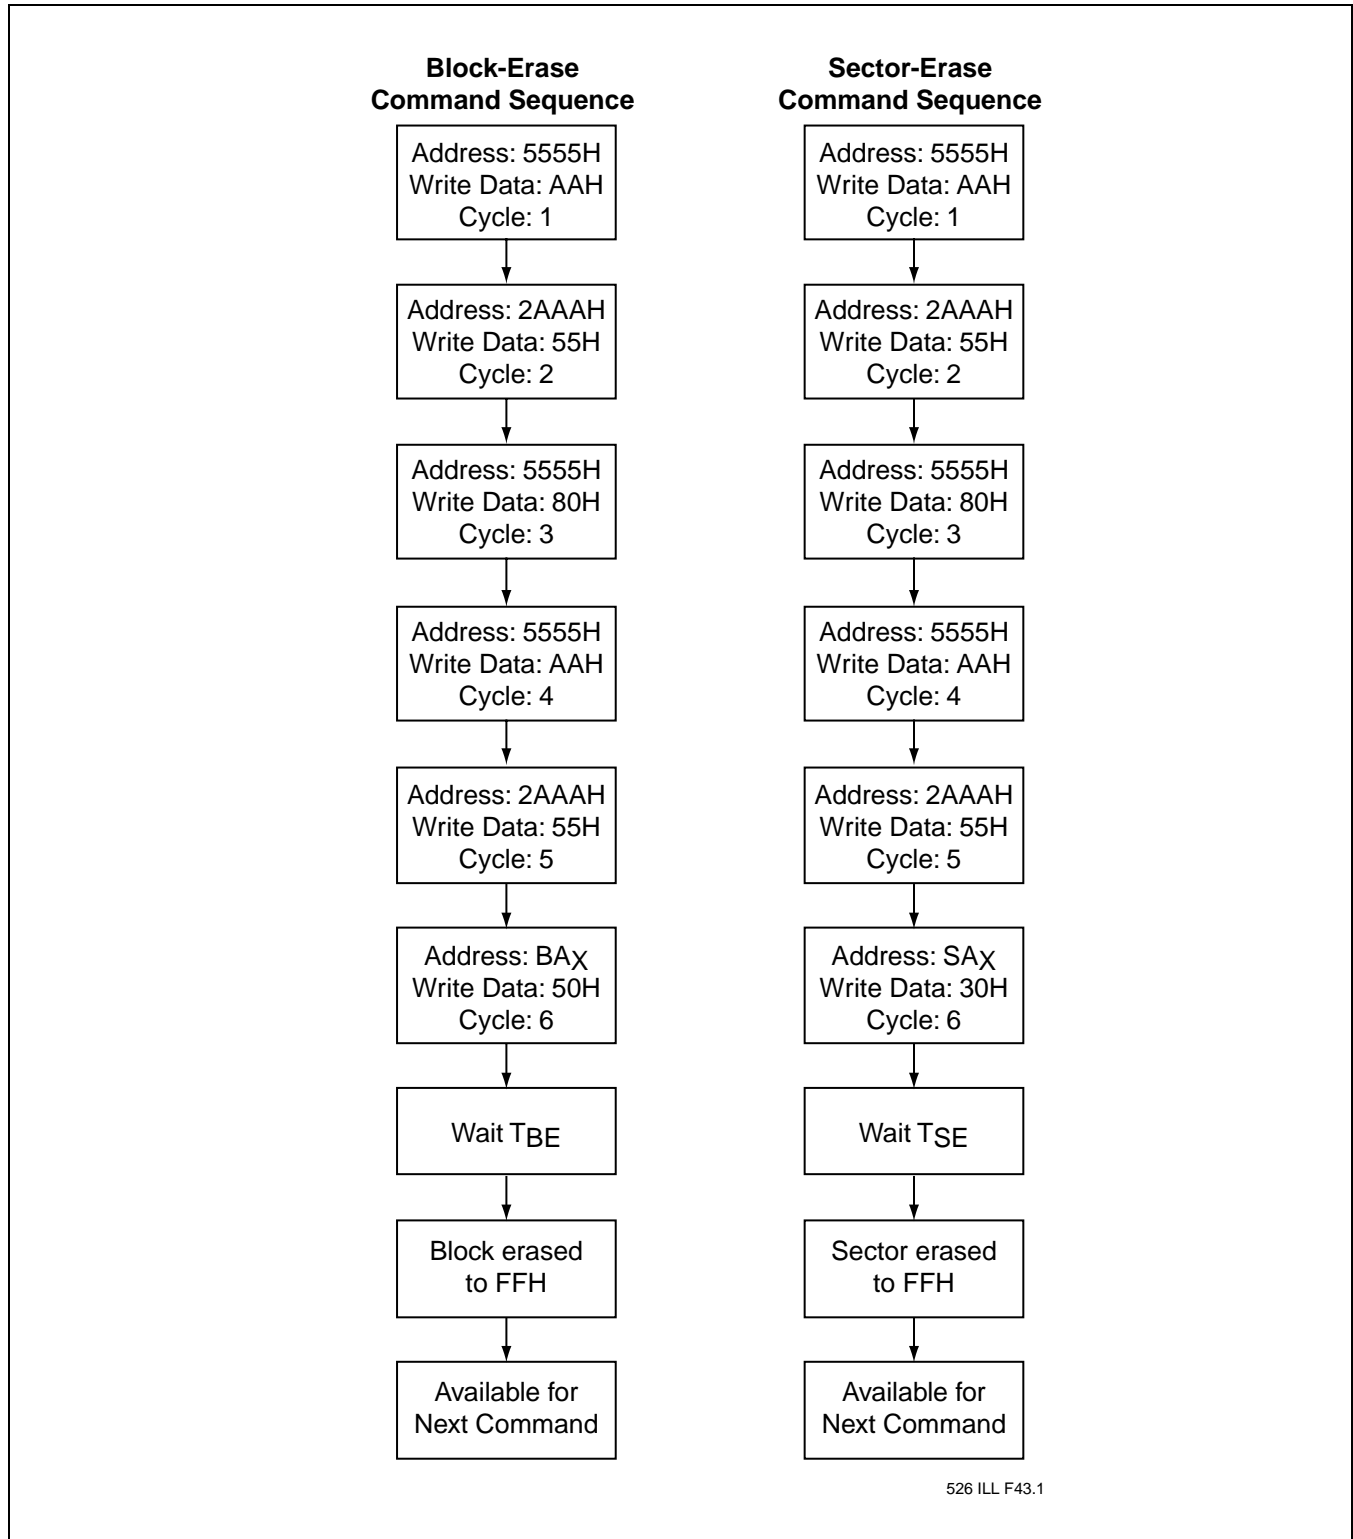 Block-Erase
Command Sequence
Address: 5555H
Write Data: AAH
Cycle: 1
Address: 2AAAH
Write Data: 55H
Cycle: 2
Address: 5555H
Write Data: 80H
Cycle: 3
Address: 5555H
Write Data: AAH
Cycle: 4
Address: 2AAAH
Write Data: 55H
Cycle: 5
Address: BAX
Write Data: 50H
Cycle: 6
Wait TBE
Block erased
to FFH
Available for
Next Command
Sector-Erase
Command Sequence
Address: 5555H
Write Data: AAH
Cycle: 1
Address: 2AAAH
Write Data: 55H
Cycle: 2
Address: 5555H
Write Data: 80H
Cycle: 3
Address: 5555H
Write Data: AAH
Cycle: 4
Address: 2AAAH
Write Data: 55H
Cycle: 5
Address: SAX
Write Data: 30H
Cycle: 6
Wait TSE
Sector erased
to FFH
Available for
Next Command
526 ILL F43.1